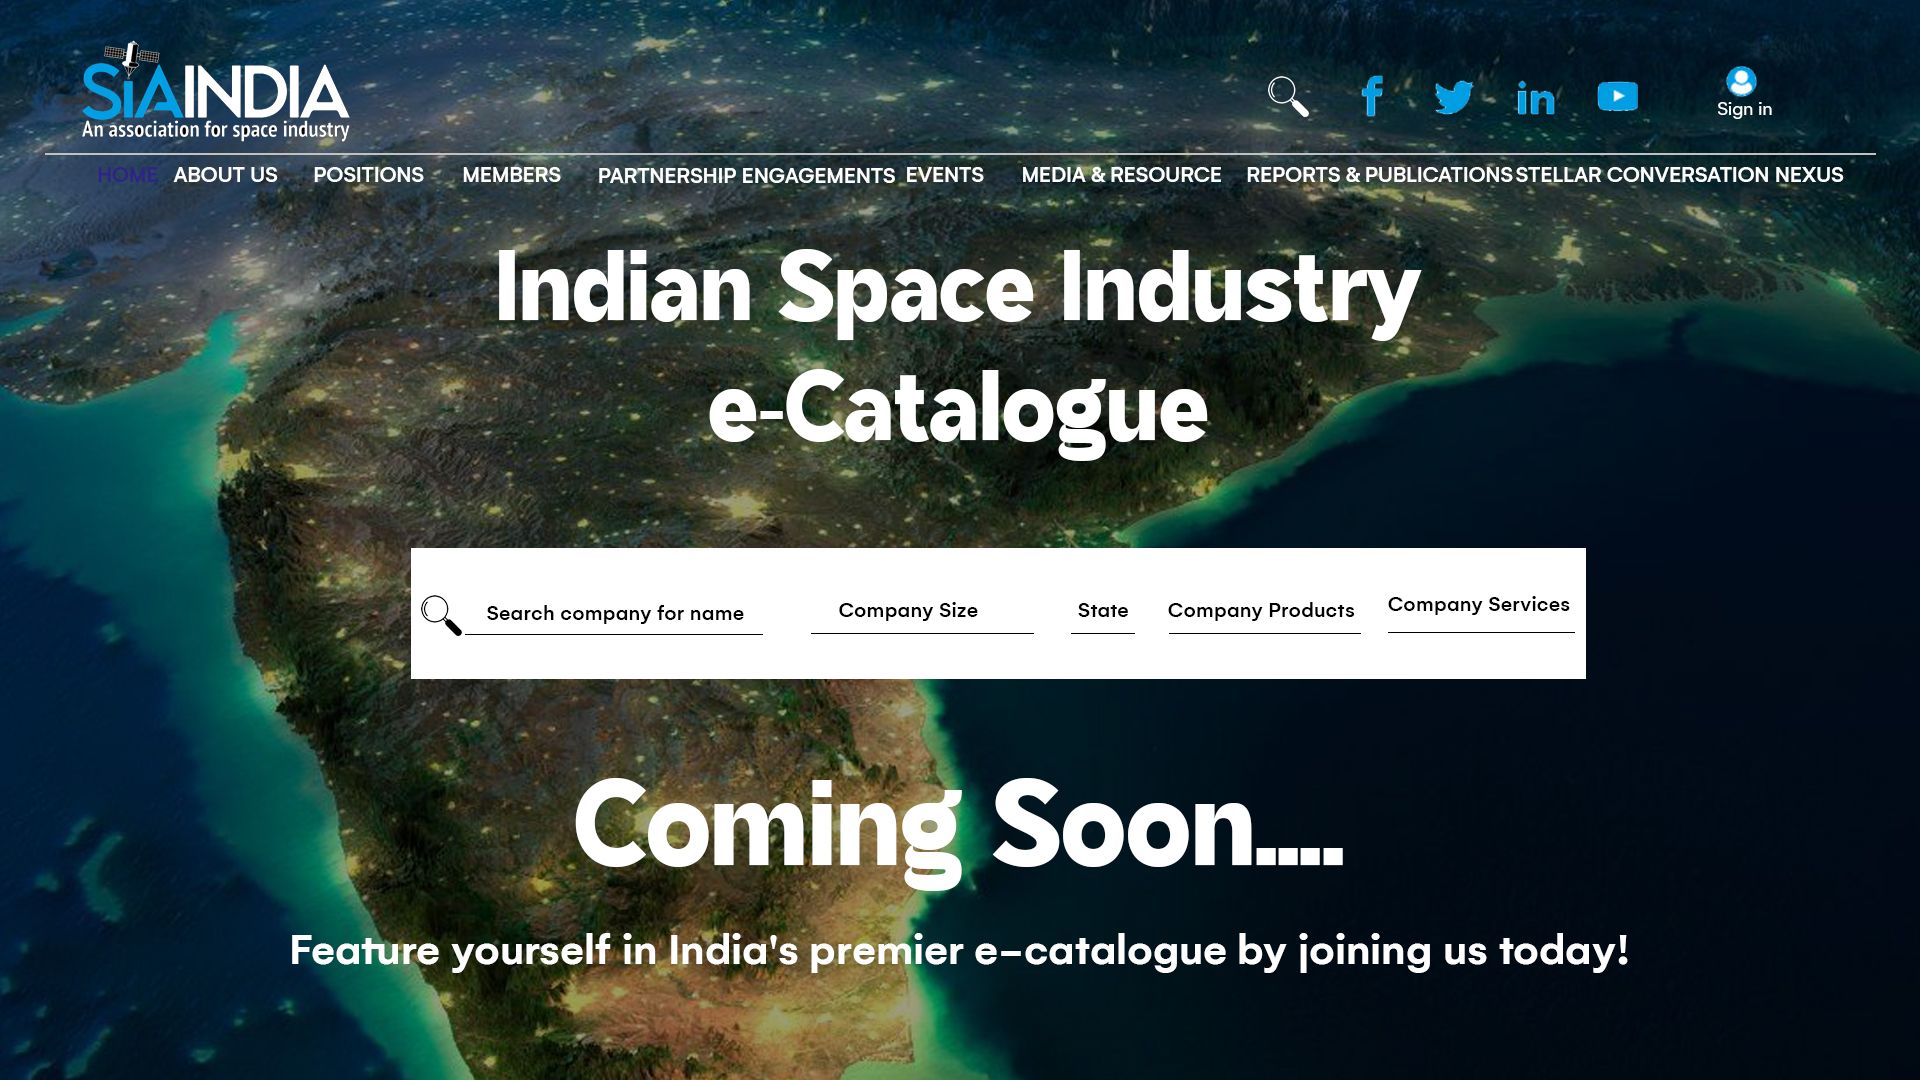 SIAINDIA
An association for space industry
Sign in
HOME ABOUT US POSITIONS MEMBERS PARTNERSHIP ENGAGEMENTS EVENTS MEDIA & RESOURCE REPORTS & PUBLICATIONS STELLAR CONVERSATION NEXUS
Indian Space Industry
e-Catalogue
Search company for name Company Size State Company Products Company Services
Coming Soon....
Feature yourself in India's premier e-catalogue by joining us today!